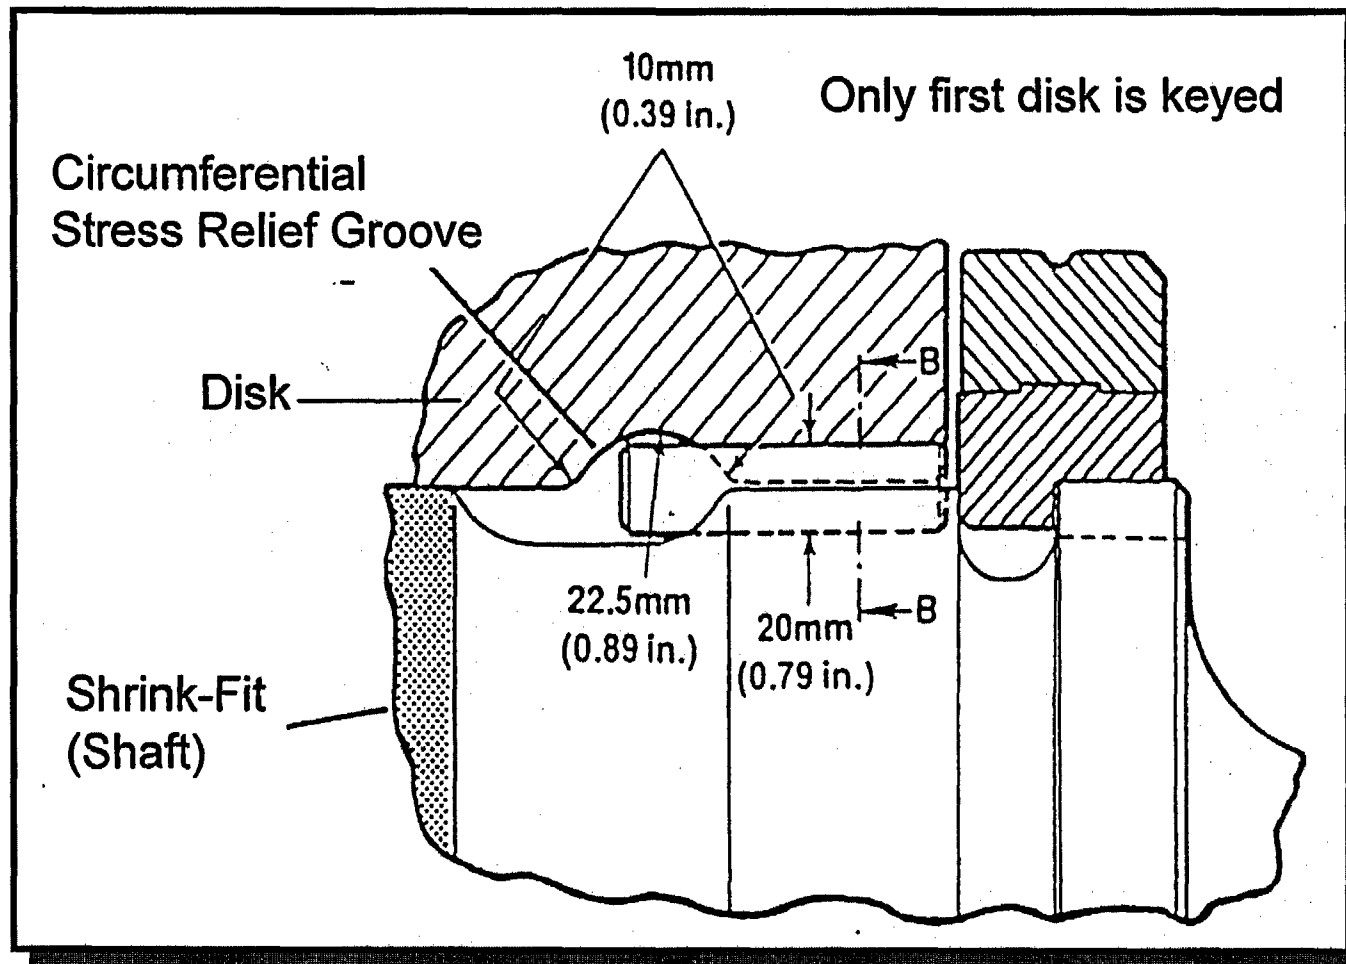 10mm
(0.39 in.)
Only first disk is keyed
Circumferential
Stress Relief Groove
Disk
B
B
22.5mm
(0.89 in.)
20mm
(0.79 in.)
Shrink-Fit
(Shaft)